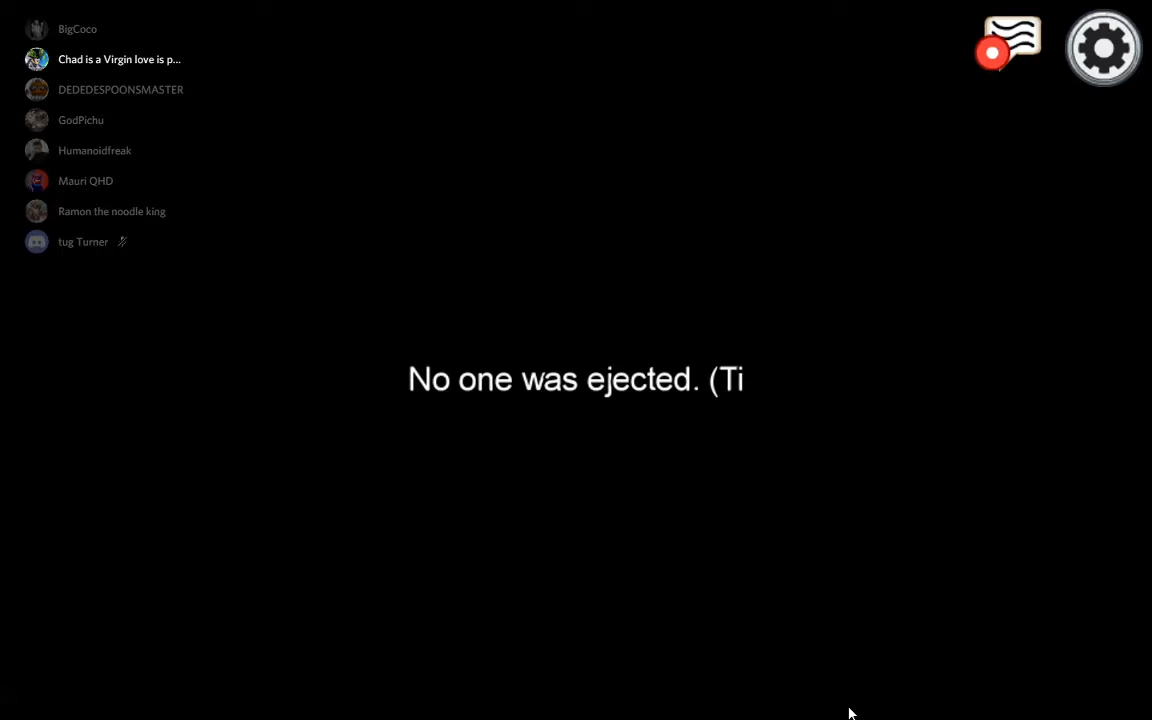 BigCoco
Chad is a Virgin love is p...
DEDEDESPOONSMASTER
GodPichu
Humanoidfreak
Mauri QHD
Ramon the noodle king
tug Turner
No one was ejected. (Ti